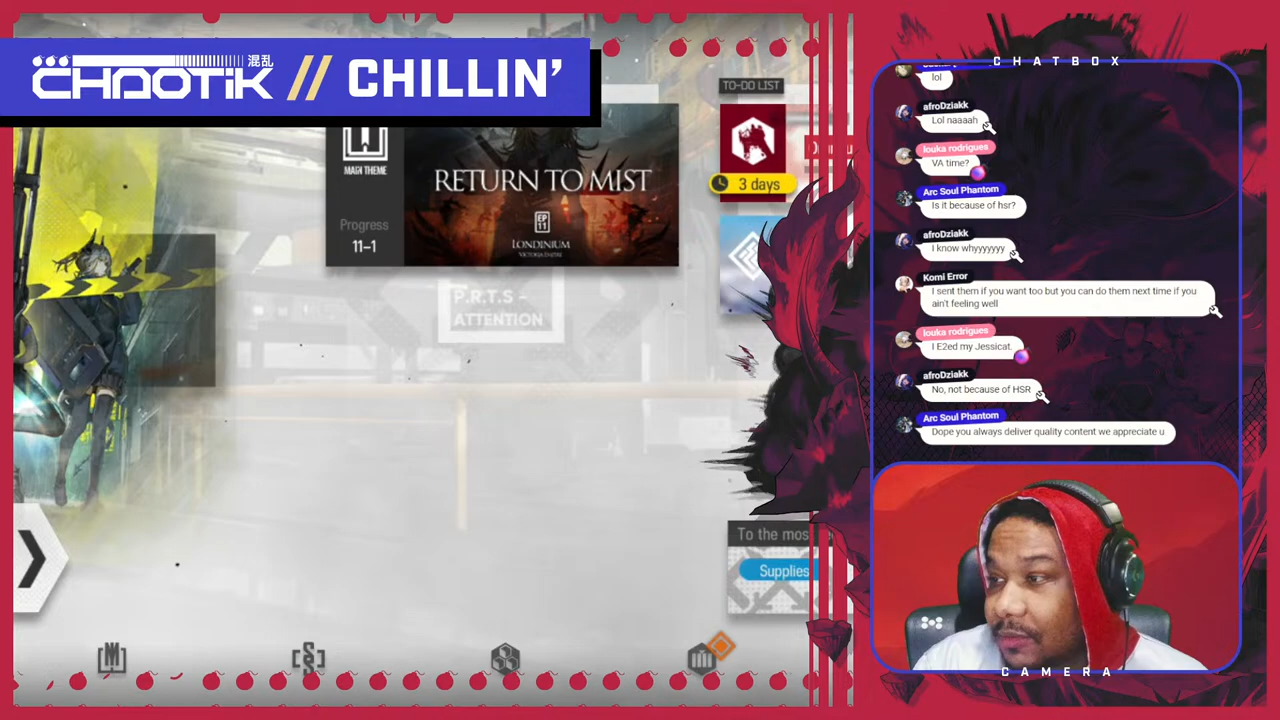 混乱
CHAOTIK // CHILLIN'
MAIN THEME
Progress
11-1
RETURN TO MIST
EP
11
LONDINIUM
VICTORIA EMPIRE
P.R.T.S -
ATTENTION
TO-DO LIST
3 days
To the mos
Supplies
CHATBOX
lol
afroDziakk
Lol naaaah
louka rodrigues
VA time?
Arc Soul Phantom
Is it because of hsr?
afroDziakk
I know whyyyyyy
Komi Error
I sent them if you want too but you can do them next time if you
ain't feeling well
louka rodrigues
I E2ed my Jessicat.
afroDziakk
No, not because of HSR
Arc Soul Phantom
Dope you always deliver quality content we appreciate u
CAMERA